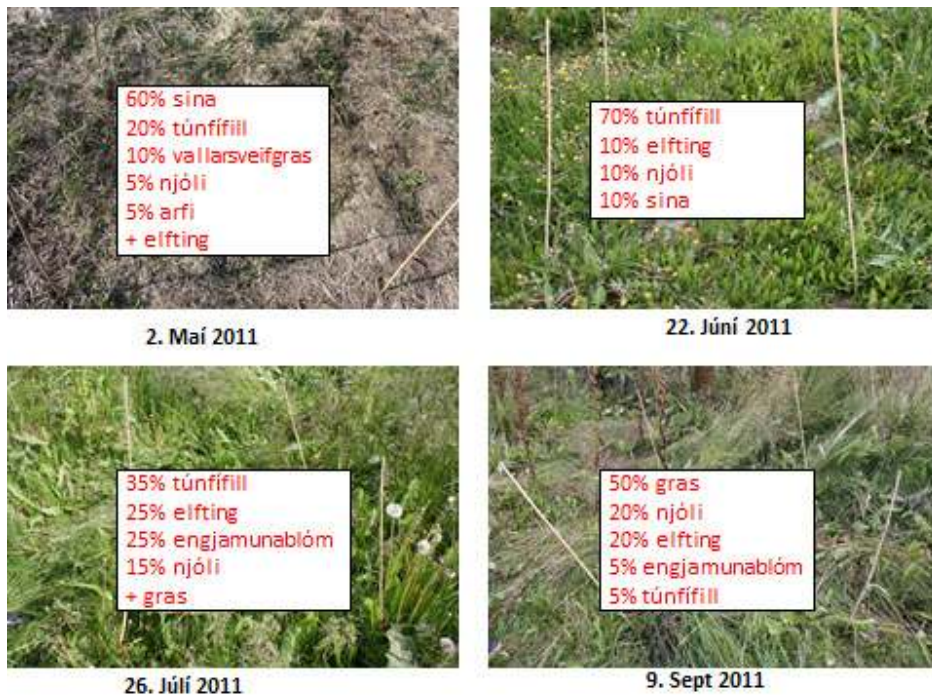 60% sina
20% túnfífill
10% vallarsveifgras
5% njóli
5% arfi
+ elfting
2. Maí 2011
70% túnfífill
10% elfting
10% njóli
10% sina
22. Júní 2011
35% túnfífill
25% elfting
25% engjamunablóm
15% njóli
+ gras
26. Júlí 2011
50% gras
20% njóli
20% elfting
5% engjamunablóm
5% túnfífill
9. Sept 2011